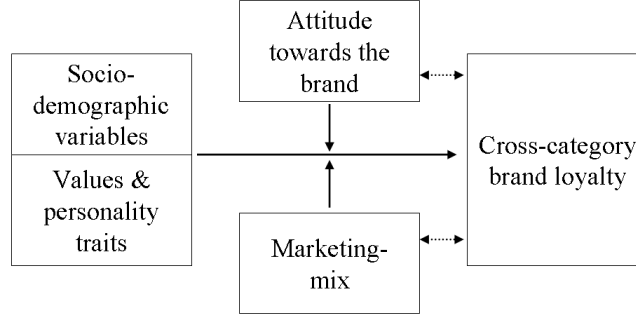 Socio-
demographic
variables
Values &
personality
traits
Attitude
towards the
brand
Marketing-
mix
Cross-category
brand loyalty